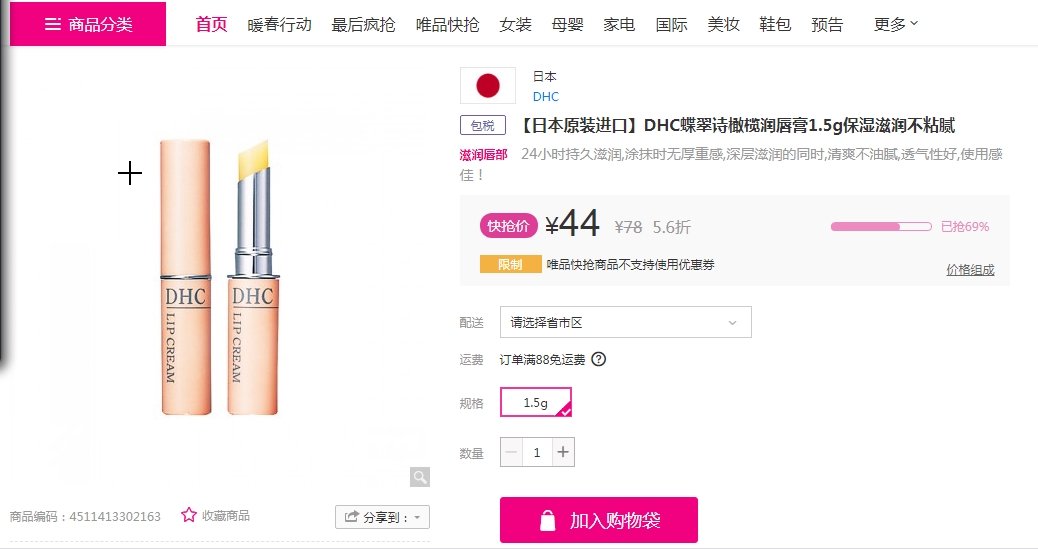 商品分类 首页 暖春行动 最后疯抢 唯品快抢 女装 母婴 家电 国际 美妆 鞋包 预告 更多
日本
DHC
包税 【日本原装进口】DHC蝶翠诗橄榄润唇膏1.5g保湿滋润不粘腻
滋润唇部 24小时持久滋润,涂抹时无厚重感,深层滋润的同时,清爽不油腻,透气性好,使用感
佳！
快抢价 ¥44 ¥78 5.6折 已抢69%
限制 唯品快抢商品不支持使用优惠券
价格组成
配送 请选择省市区
运费 订单满88免运费 ?
规格 1.5g
数量 － 1 +
加入购物袋
DHC
LIP CREAM
DHC
LIP CREAM
商品编码：4511413302163 收藏商品 分享到：